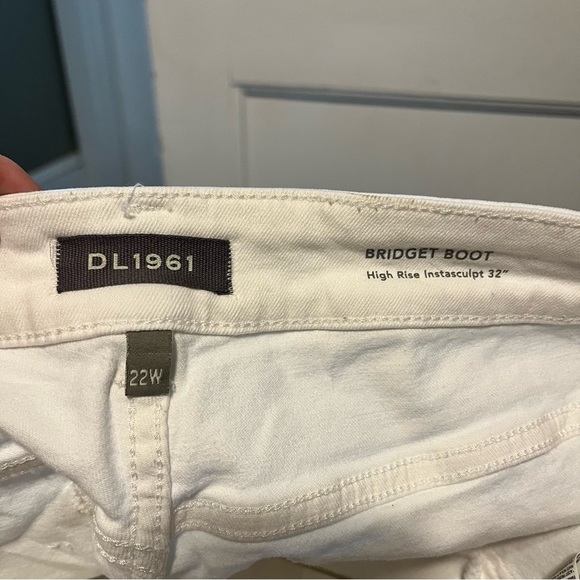 DL1961
BRIDGET BOOT
High Rise Instasculpt 32"
22W